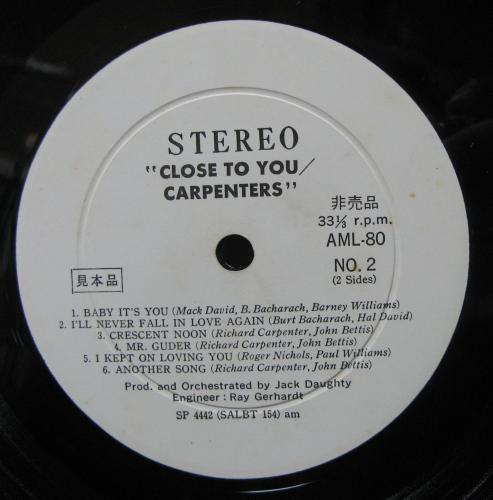 STEREO
"CLOSE TO YOU/
CARPENTERS"
非売品
33⅓ r.p.m.
AML-80
NO. 2
(2 Sides)
見本品
1. BABY IT'S YOU (Mack David, B. Bacharach, Barney Williams)
2. I'LL NEVER FALL IN LOVE AGAIN (Burt Bacharach, Hal David)
3. CRESCENT NOON (Richard Carpenter, John Bettis)
4. MR. GUDER (Richard Carpenter, John Bettis)
5. I KEPT ON LOVING YOU (Roger Nichols, Paul Williams)
6. ANOTHER SONG (Richard Carpenter, John Bettis)
Prod. and Orchestrated by Jack Daughty
Engineer : Ray Gerhardt
SP 4442 (SALBT 154) am